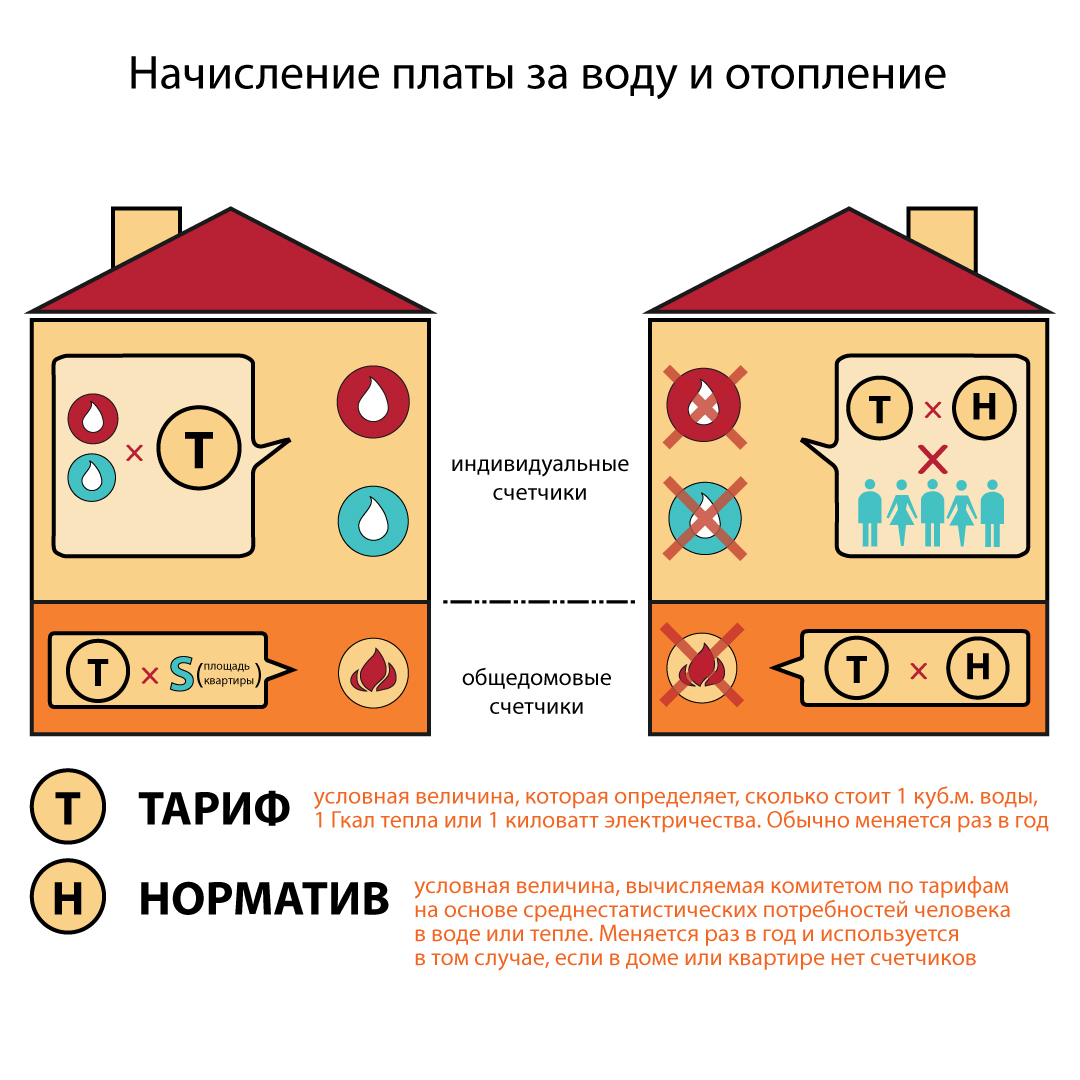 Начисление платы за воду и отопление
× Т
Т × Н
×
индивидуальные
счетчики
Т × S (площадь
квартиры)
общедомовые
счетчики
Т × Н
Т ТАРИФ
условная величина, которая определяет, сколько стоит 1 куб.м. воды,
1 Гкал тепла или 1 киловатт электричества. Обычно меняется раз в год
Н НОРМАТИВ
условная величина, вычисляемая комитетом по тарифам
на основе среднестатистических потребностей человека
в воде или тепле. Меняется раз в год и используется
в том случае, если в доме или квартире нет счетчиков